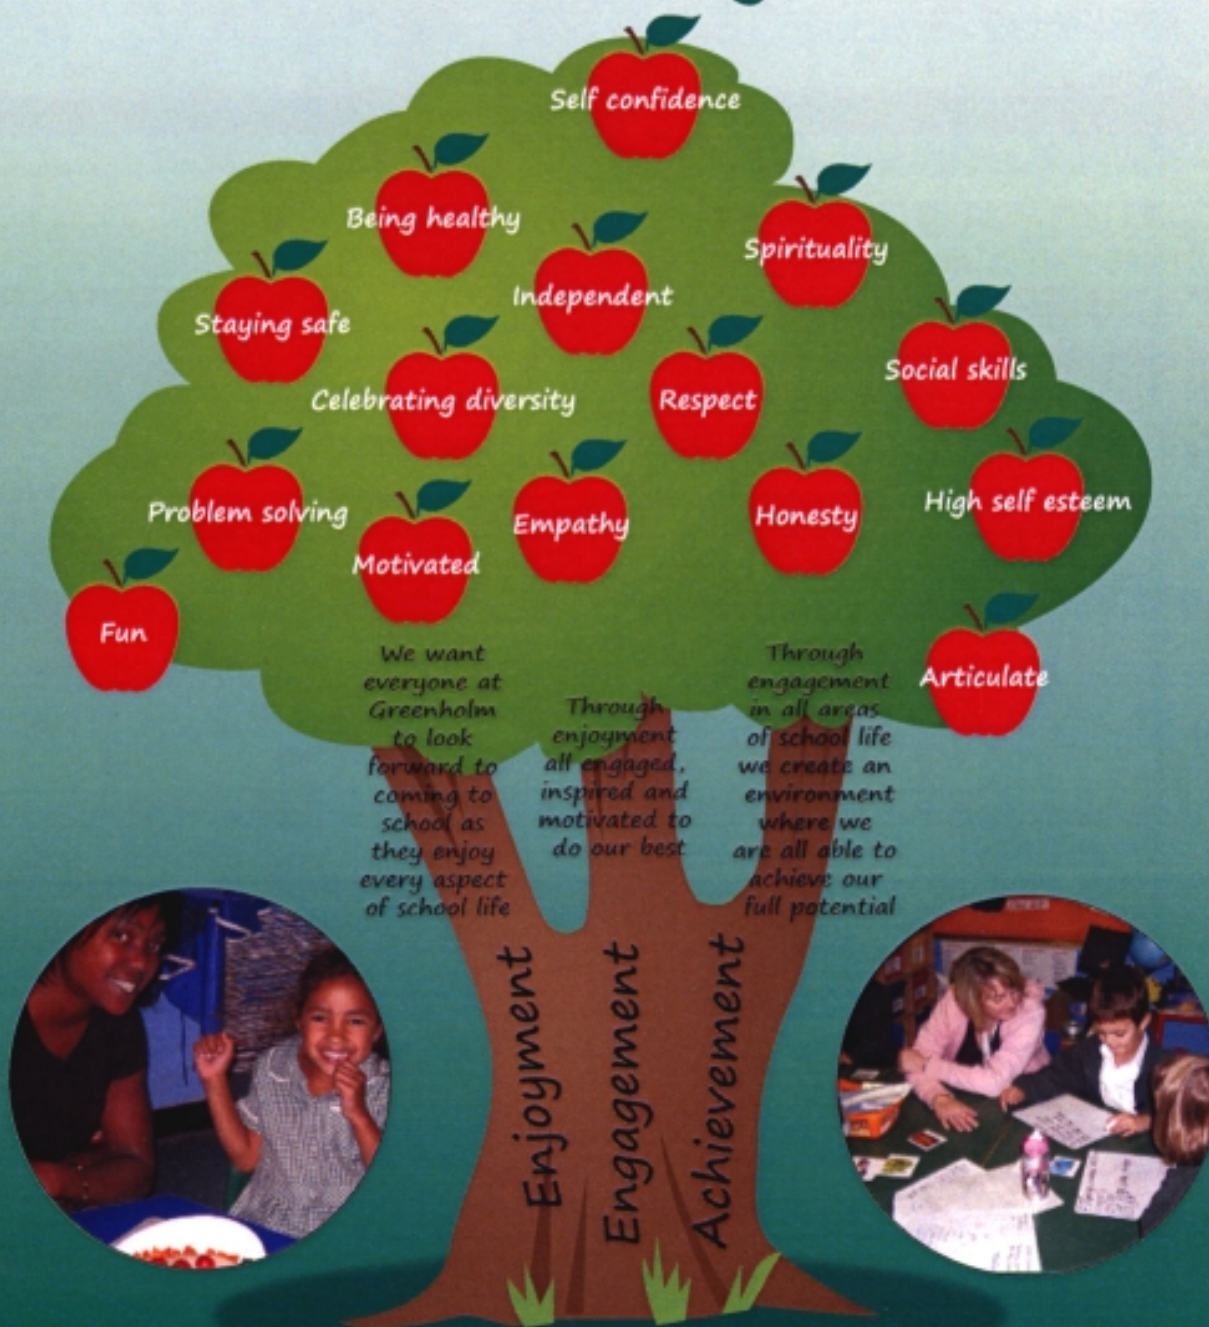 Self confidence
Being healthy
Spirituality
Independent
Staying safe
Social skills
Celebrating diversity
Respect
Problem solving
High self esteem
Empathy
Honesty
Motivated
Fun
Articulate
We want
everyone at
Greenholm
to look
forward to
coming to
school as
they enjoy
every aspect
of school life
Through
enjoyment
all engaged,
inspired and
motivated to
do our best
Through
engagement
in all areas
of school life
we create an
environment
where we
are all able to
achieve our
full potential
Enjoyment
Engagement
Achievement